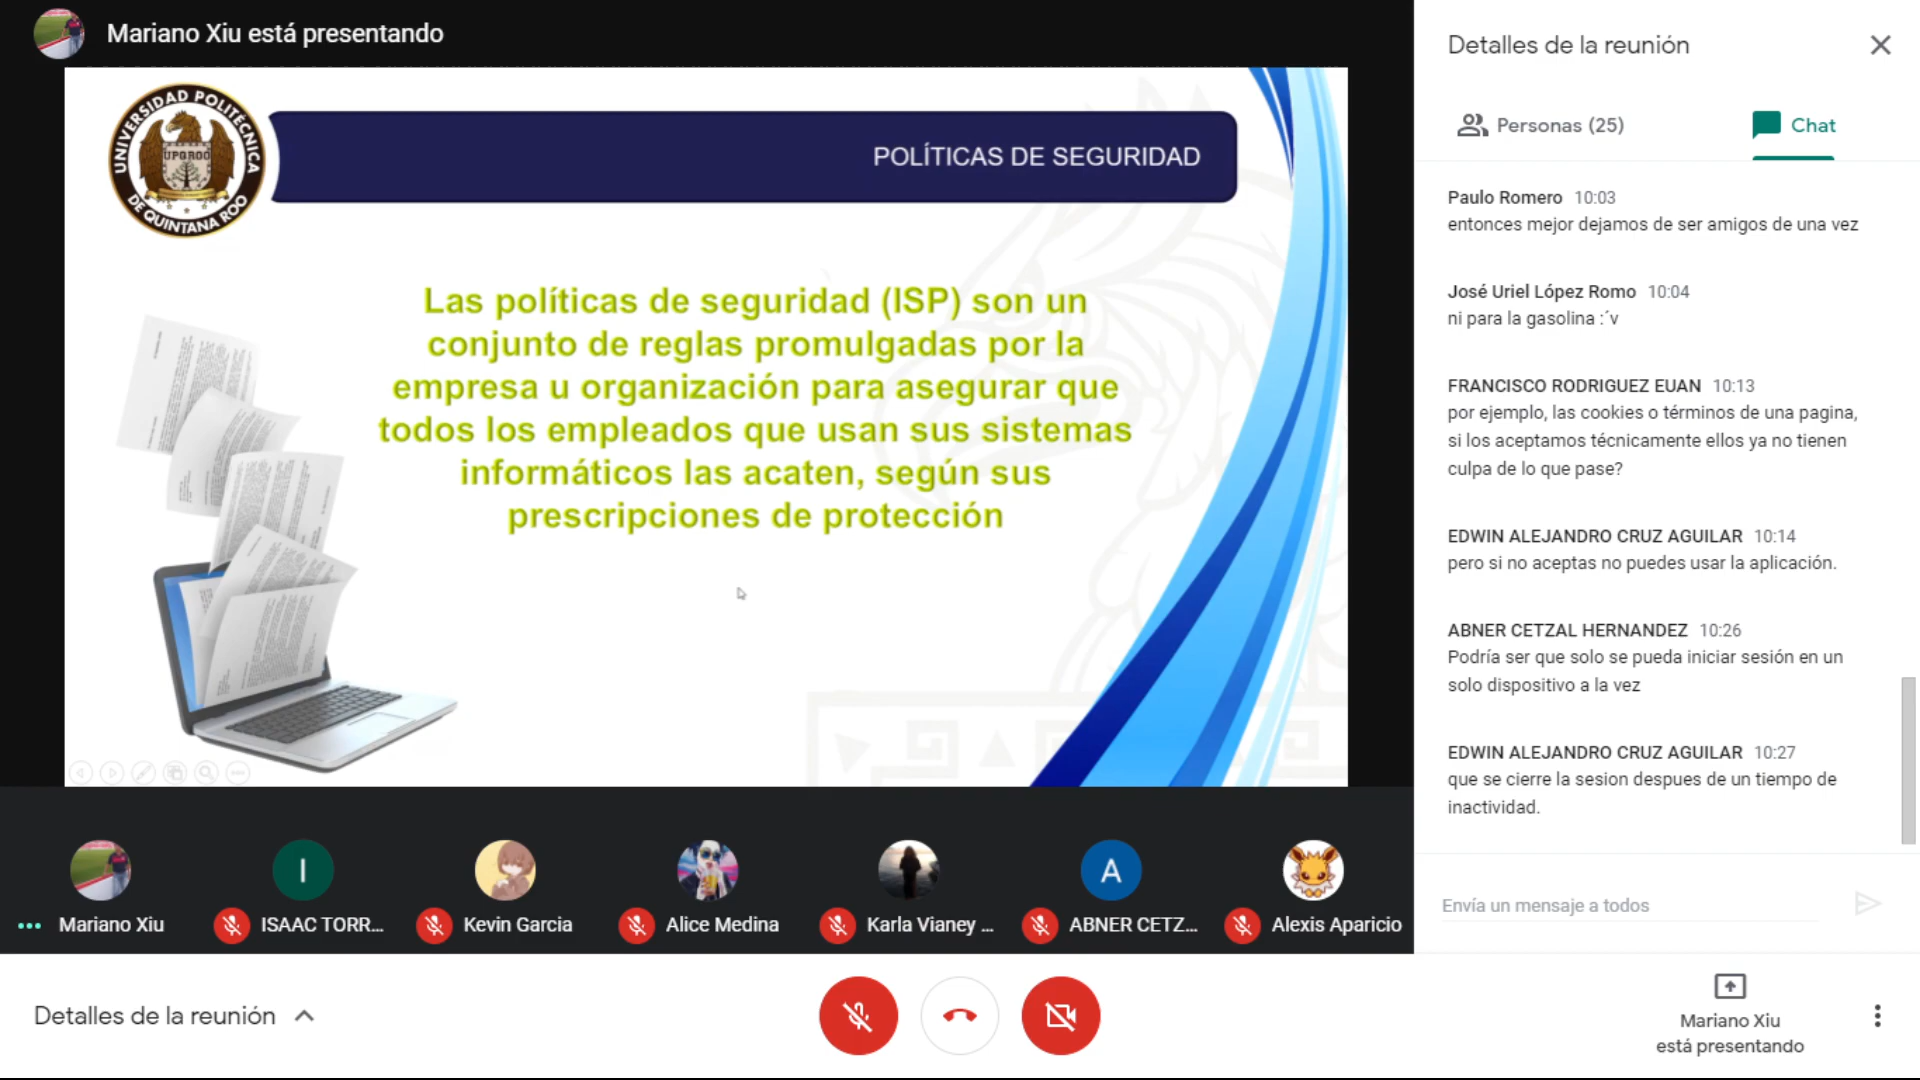 Mariano Xiu está presentando
UNIVERSIDAD POLITÉCNICA
UPQROO
DE QUINTANA ROO
POLÍTICAS DE SEGURIDAD
Las políticas de seguridad (ISP) son un
conjunto de reglas promulgadas por la
empresa u organización para asegurar que
todos los empleados que usan sus sistemas
informáticos las acaten, según sus
prescripciones de protección
I
A
Mariano Xiu
ISAAC TORR...
Kevin Garcia
Alice Medina
Karla Vianey ...
ABNER CETZ...
Alexis Aparicio
Detalles de la reunión
Personas (25)
Chat
Paulo Romero 10:03
entonces mejor dejamos de ser amigos de una vez
José Uriel López Romo 10:04
ni para la gasolina :´v
FRANCISCO RODRIGUEZ EUAN 10:13
por ejemplo, las cookies o términos de una pagina,
si los aceptamos técnicamente ellos ya no tienen
culpa de lo que pase?
EDWIN ALEJANDRO CRUZ AGUILAR 10:14
pero si no aceptas no puedes usar la aplicación.
ABNER CETZAL HERNANDEZ 10:26
Podría ser que solo se pueda iniciar sesión en un
solo dispositivo a la vez
EDWIN ALEJANDRO CRUZ AGUILAR 10:27
que se cierre la sesion despues de un tiempo de
inactividad.
Envía un mensaje a todos
Detalles de la reunión
Mariano Xiu
está presentando